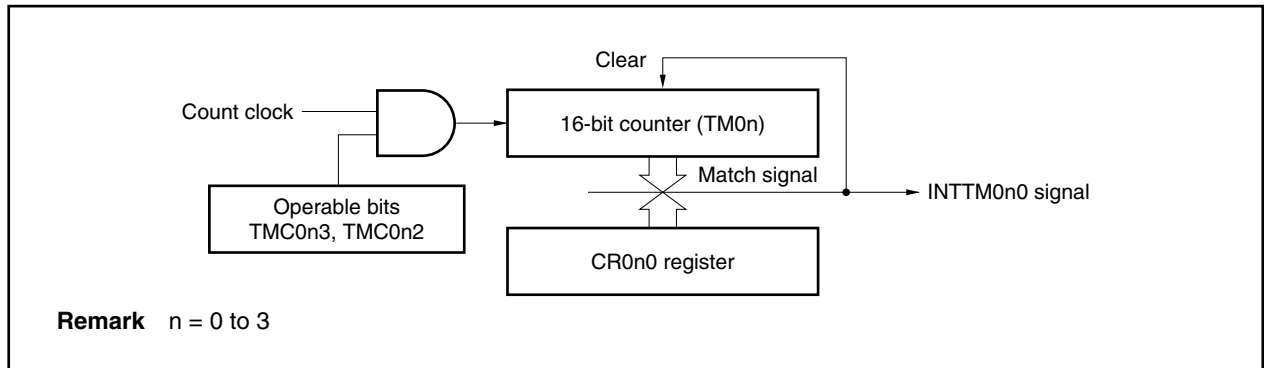 Clear
Count clock
16-bit counter (TM0n)
Match signal
INTTM0n0 signal
Operable bits
TMC0n3, TMC0n2
CR0n0 register
Remark n = 0 to 3